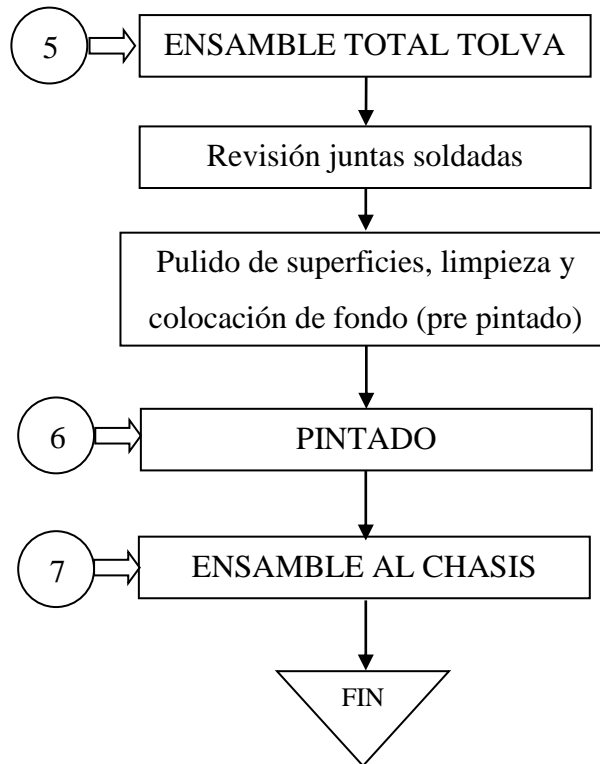 5
ENSAMBLE TOTAL TOLVA
Revisión juntas soldadas
Pulido de superficies, limpieza y
colocación de fondo (pre pintado)
6
PINTADO
7
ENSAMBLE AL CHASIS
FIN